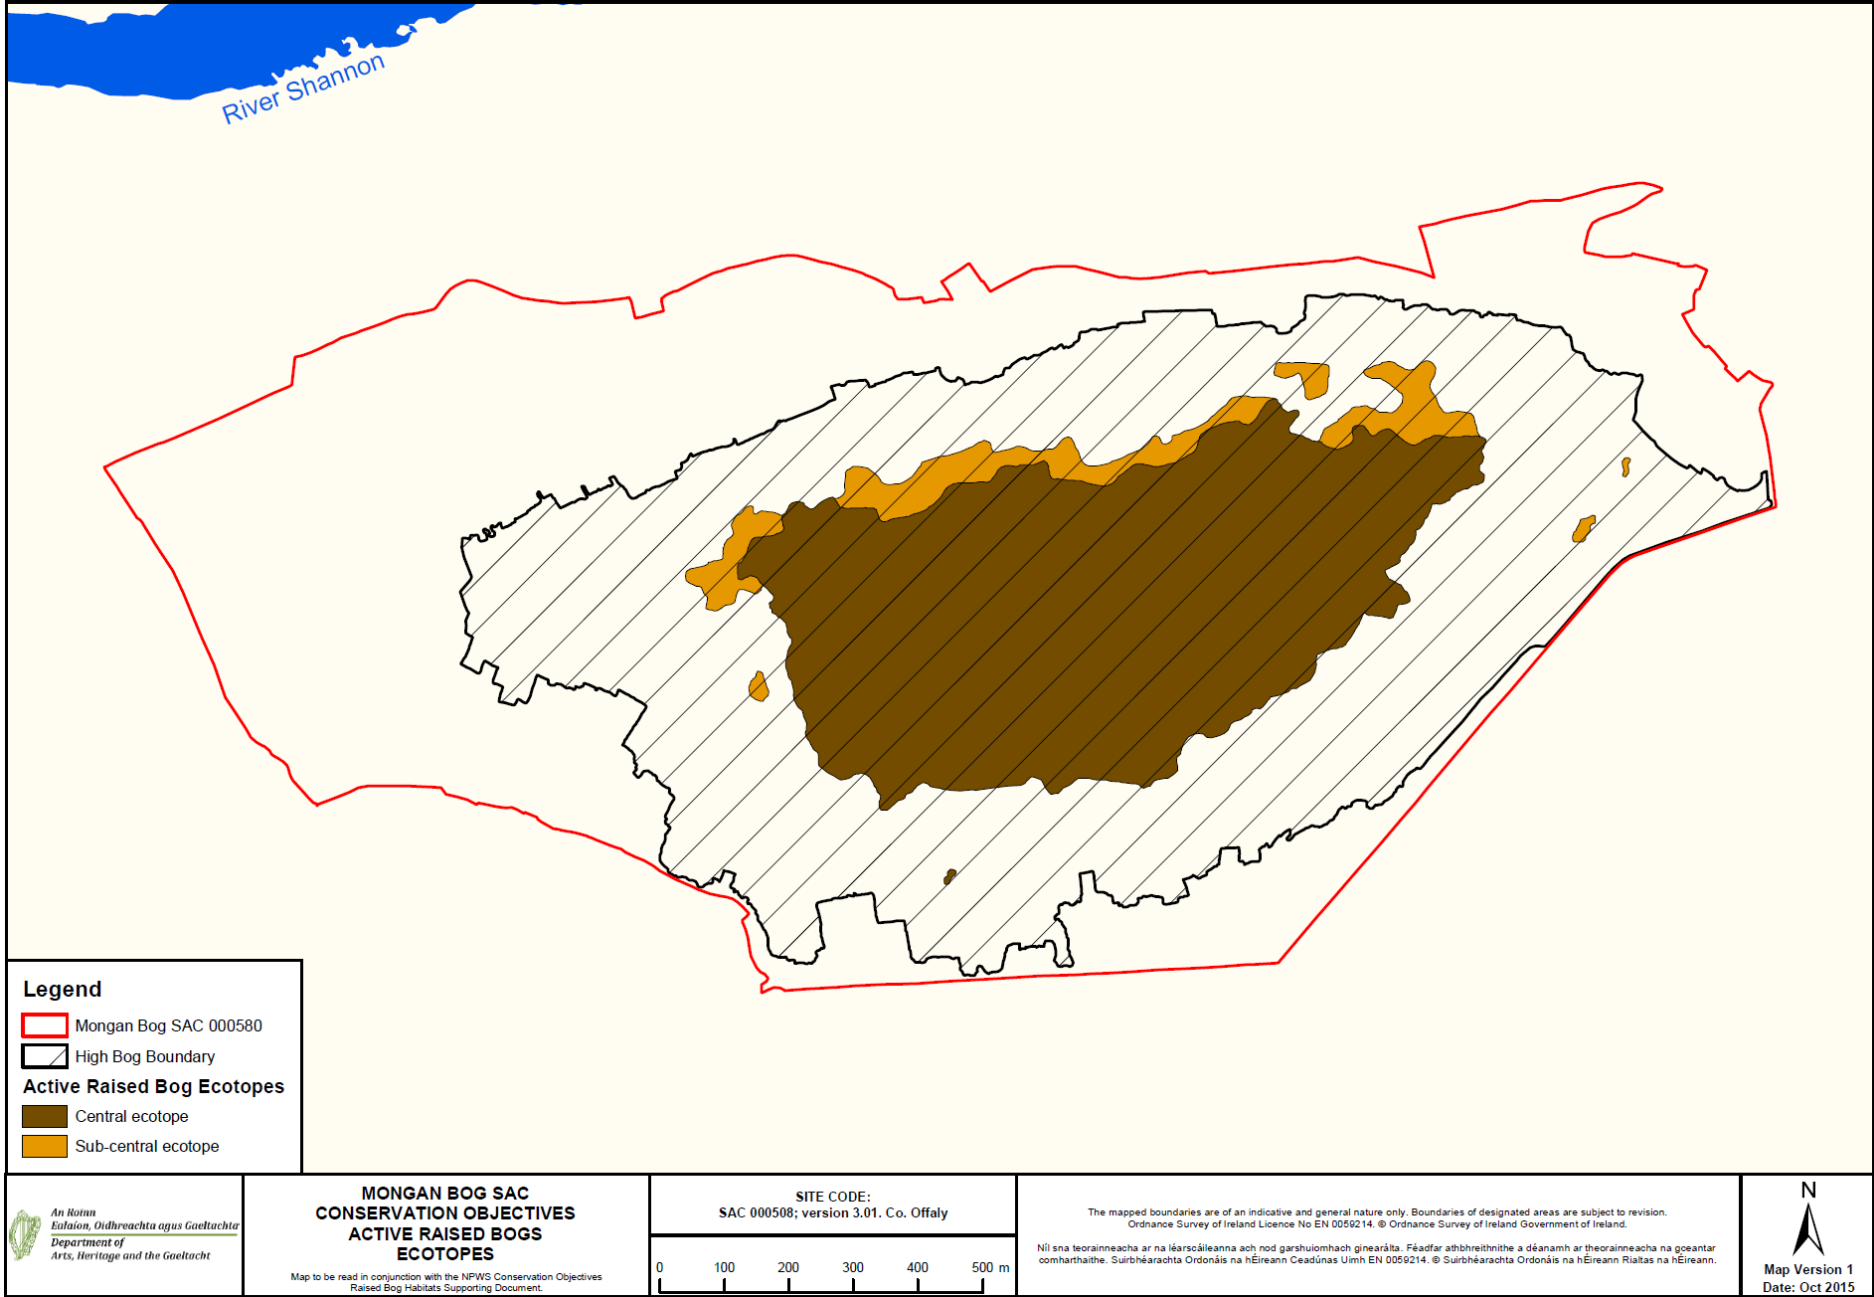 River Shannon
Legend
Mongan Bog SAC 000580
High Bog Boundary
Active Raised Bog Ecotopes
Central ecotope
Sub-central ecotope
An Roinn
Ealaíon, Oidhreachta agus Gaeltachta
Department of
Arts, Heritage and the Gaeltacht
MONGAN BOG SAC
CONSERVATION OBJECTIVES
ACTIVE RAISED BOGS
ECOTOPES
Map to be read in conjunction with the NPWS Conservation Objectives
Raised Bog Habitats Supporting Document.
SITE CODE:
SAC 000508; version 3.01. Co. Offaly
0 100 200 300 400 500 m
The mapped boundaries are of an indicative and general nature only. Boundaries of designated areas are subject to revision.
Ordnance Survey of Ireland Licence No EN 0059214. © Ordnance Survey of Ireland Government of Ireland.
Níl sna teorainneacha ar na léarscáileanna ach nod garshuiomhach ginearálta. Féadfar athbhreithnithe a déanamh ar theorainneacha na gceantar
comharthaithe. Suirbhéarachta Ordonáis na hÉireann Ceadúnas Uimh EN 0059214. © Suirbhéarachta Ordonáis na hÉireann Rialtas na hÉireann.
N
Map Version 1
Date: Oct 2015